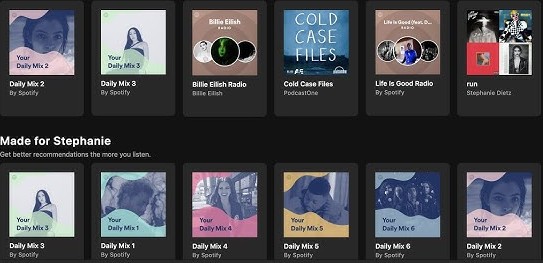 Your
Daily Mix 2
Your
Daily Mix 3
Billie Eilish
RADIO
COLD
CASE
FILES
A&E
Life Is Good (feat. D...
RADIO
Daily Mix 2
By Spotify
Daily Mix 3
By Spotify
Billie Eilish Radio
Billie Eilish
Cold Case Files
PodcastOne
Life Is Good Radio
By Spotify
run
Stephanie Dietz
Made for Stephanie
Get better recommendations the more you listen.
Your
Daily Mix 3
Your
Daily Mix 1
Your
Daily Mix 4
Your
Daily Mix 5
Your
Daily Mix 6
Your
Daily Mix 2
Daily Mix 3
By Spotify
Daily Mix 1
By Spotify
Daily Mix 4
By Spotify
Daily Mix 5
By Spotify
Daily Mix 6
By Spotify
Daily Mix 2
By Spotify